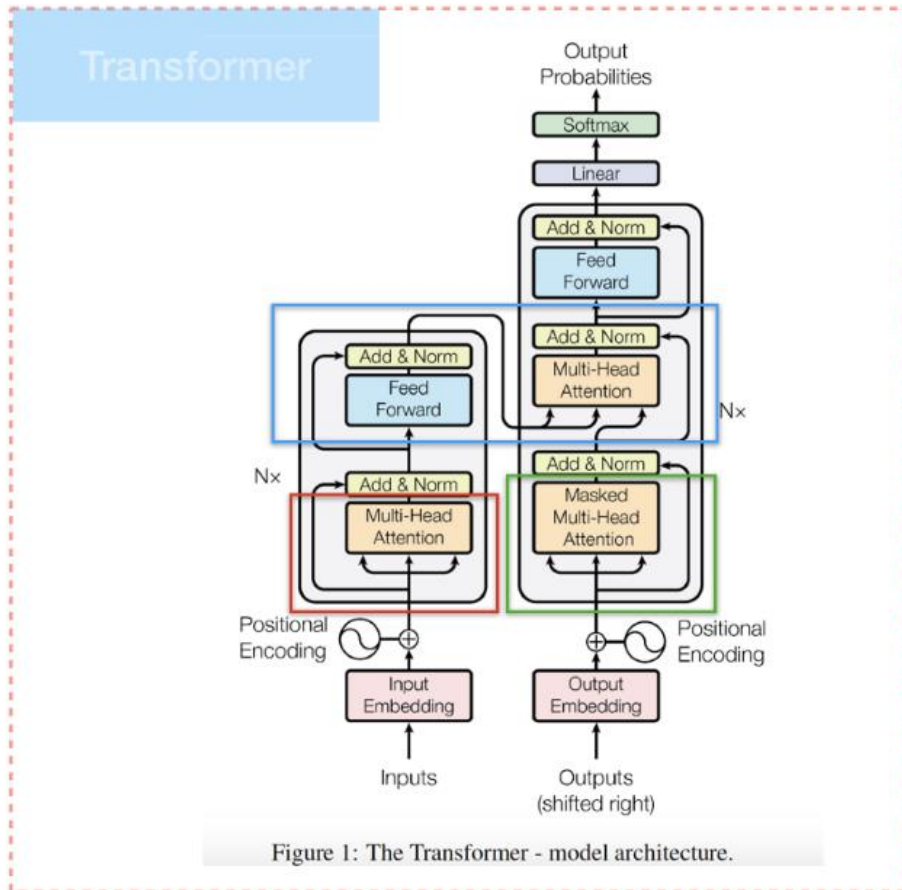 Transformer
Output
Probabilities
Softmax
Linear
Add & Norm
Feed
Forward
Add & Norm
Multi-Head
Attention
Nx
Add & Norm
Masked
Multi-Head
Attention
Add & Norm
Feed
Forward
Nx
Add & Norm
Multi-Head
Attention
Positional
Encoding
Positional
Encoding
Input
Embedding
Output
Embedding
Inputs
Outputs
(shifted right)
Figure 1: The Transformer - model architecture.